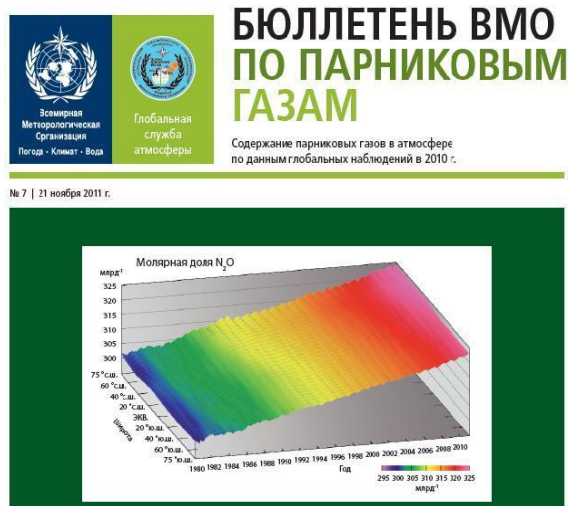 БЮЛЛЕТЕНЬ ВМО
ПО ПАРНИКОВЫМ
ГАЗАМ
Всемирная
Метеорологическая
Организация
Погода • Климат • Вода
Глобальная
служба
атмосферы
Содержание парниковых газов в атмосфере
по данным глобальных наблюдений в 2010 г.
№ 7 | 21 ноября 2011 г.
Молярная доля N2O
млрд-1
325
320
315
310
305
300
75 °с.ш.
60 °с.ш.
40 °с.ш.
20 °с.ш.
ЭКВ.
20 °ю.ш.
40 °ю.ш.
60 °ю.ш.
75 °ю.ш.
Широта
1980 1982 1984 1986 1988 1990 1992 1994 1996 1998 2000 2002 2004 2006 2008 2010
Год
295 300 305 310 315 320 325
млрд-1